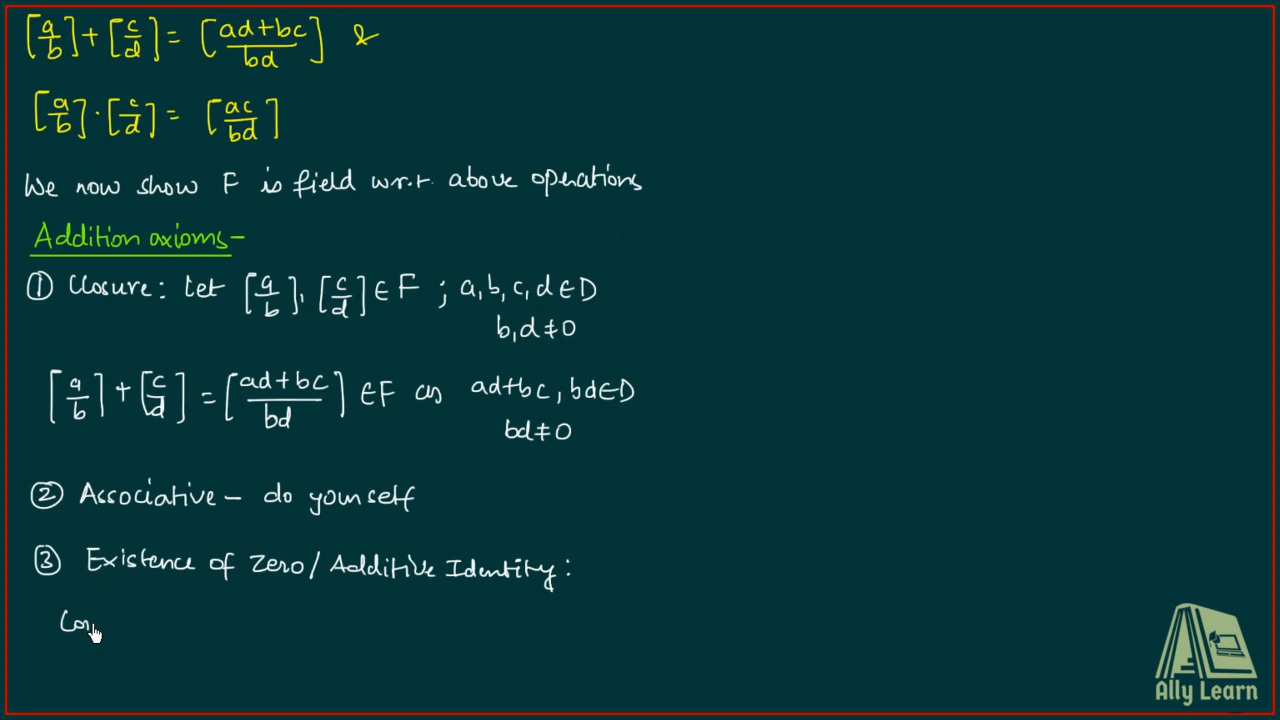 [a/b] + [c/d] = [ad+bc/bd] &
[a/b] · [c/d] = [ac/bd]
We now show F is field w.r.t. above operations
Addition axioms-
① Closure: Let [a/b], [c/d] ∈ F ; a, b, c, d ∈ D
b, d ≠ 0
[a/b] + [c/d] = [ad+bc/bd] ∈ F as ad+bc, bd ∈ D
bd ≠ 0
② Associative - do yourself
③ Existence of Zero/Additive Identity:
Con
Ally Learn